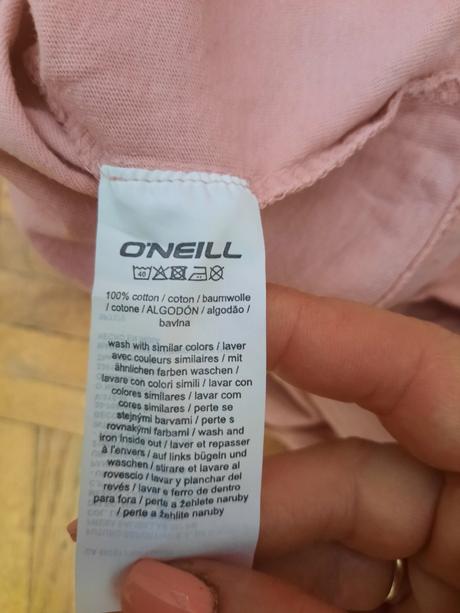 O'NEILL
40
100% cotton / coton / baumwolle
/ cotone / ALGODÓN / algodão /
bavlna
wash with similar colors / laver
avec couleurs similaires / mit
ähnlichen farben waschen /
lavare con colori simili / lavar con
colores similares / lavar com
cores similares / perte se
stejnými barvami / perte s
rovnakými farbami / wash and
iron inside out / laver et repasser
à l'envers / auf links bügeln und
waschen / stirare et lavare al
rovescio / lavar y planchar del
revés / lavar e ferro de dentro
para fora / perte a žehlete naruby
/ perte a žehlite naruby